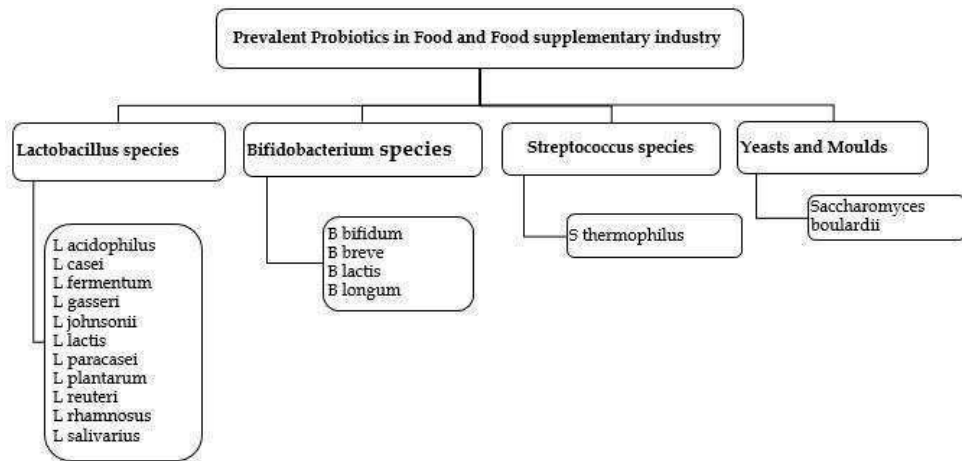 Prevalent Probiotics in Food and Food supplementary industry
Lactobacillus species
L acidophilus
L casei
L fermentum
L gasseri
L johnsonii
L lactis
L paracasei
L plantarum
L reuteri
L rhamnosus
L salivarius
Bifidobacterium species
B bifidum
B breve
B lactis
B longum
Streptococcus species
S thermophilus
Yeasts and Moulds
Saccharomyces
boulardii